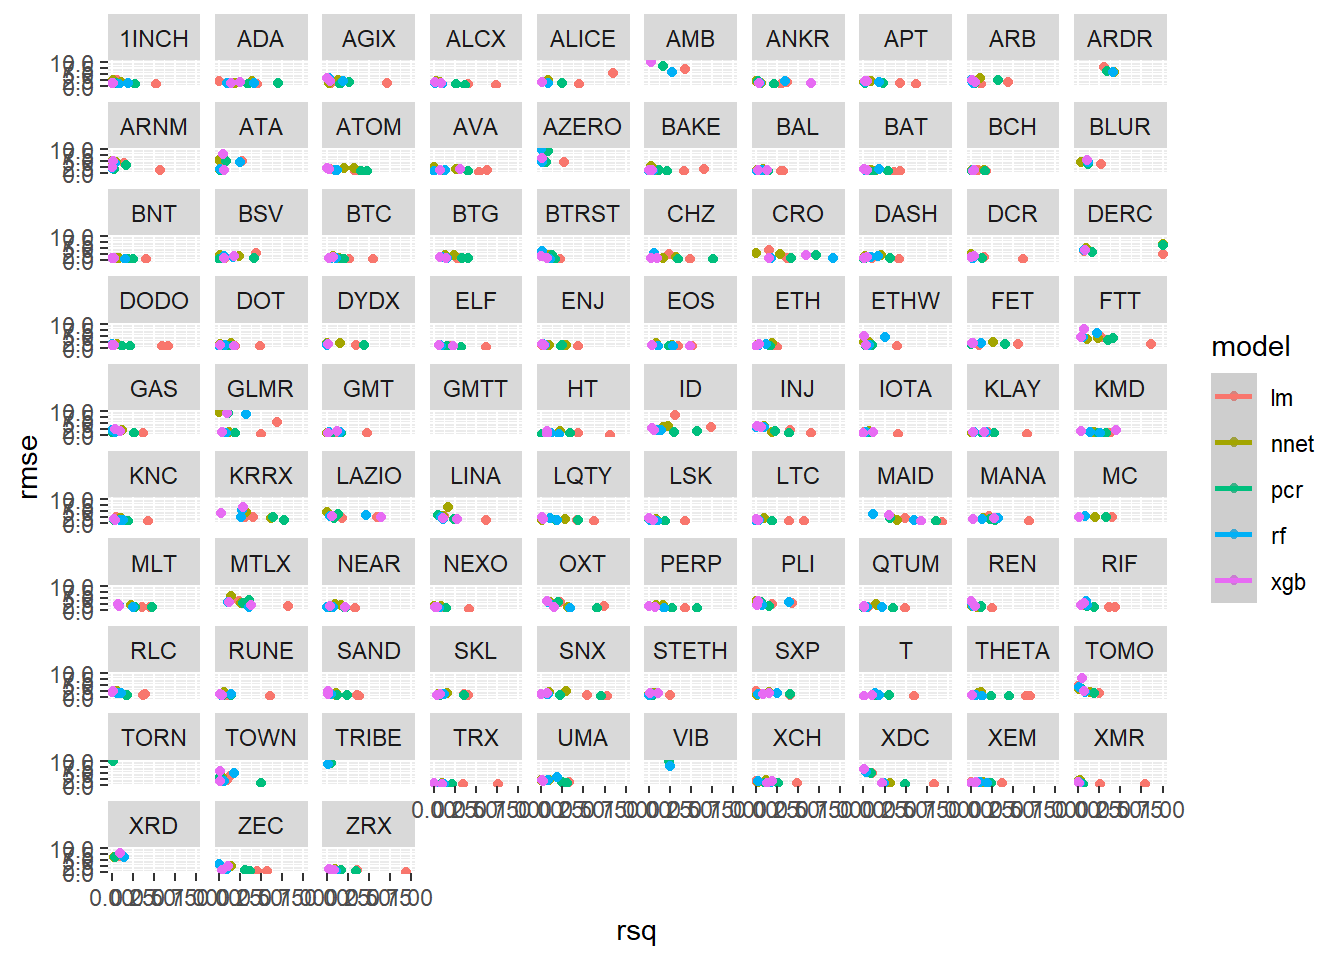 1INCH ADA AGIX ALCX ALICE AMB ANKR APT ARB ARDR
ARNM ATA ATOM AVA AZERO BAKE BAL BAT BCH BLUR
BNT BSV BTC BTG BTRST CHZ CRO DASH DCR DERC
DODO DOT DYDX ELF ENJ EOS ETH ETHW FET FTT
GAS GLMR GMT GMTT HT ID INJ IOTA KLAY KMD
KNC KRRX LAZIO LINA LQTY LSK LTC MAID MANA MC
MLT MTLX NEAR NEXO OXT PERP PLI QTUM REN RIF
RLC RUNE SAND SKL SNX STETH SXP T THETA TOMO
TORN TOWN TRIBE TRX UMA VIB XCH XDC XEM XMR
XRD ZEC ZRX
rmse
rsq
model
lm
nnet
pcr
rf
xgb